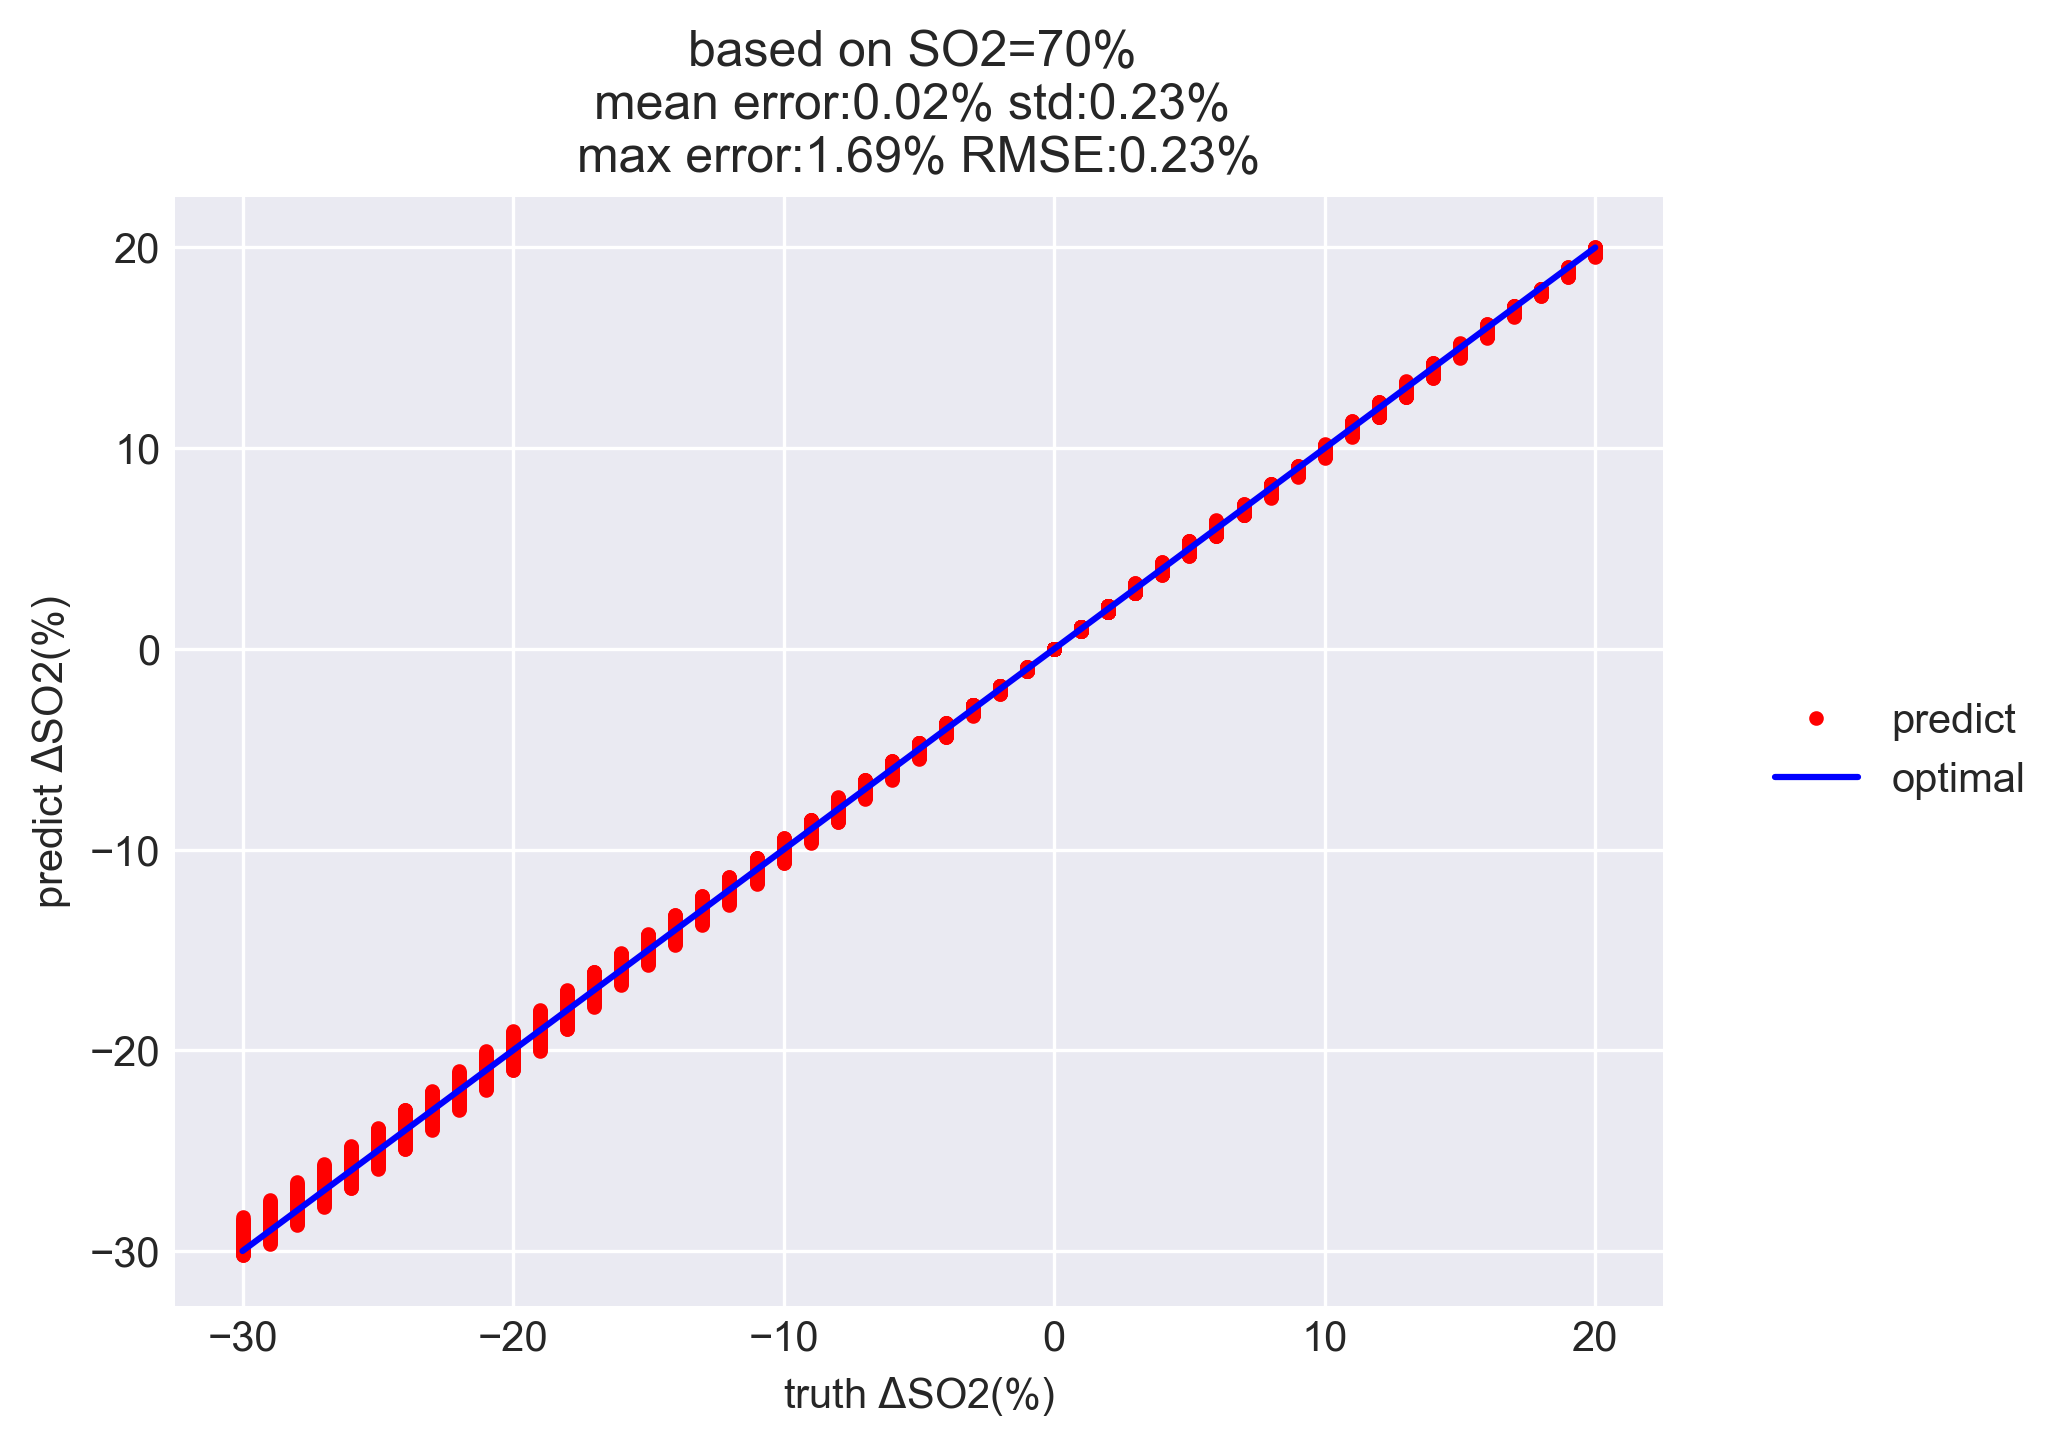 based on SO2=70%
mean error:0.02% std:0.23%
max error:1.69% RMSE:0.23%
20
10
0
−10
−20
−30
predict ΔSO2(%)
−30
−20
−10
0
10
20
truth ΔSO2(%)
predict
optimal